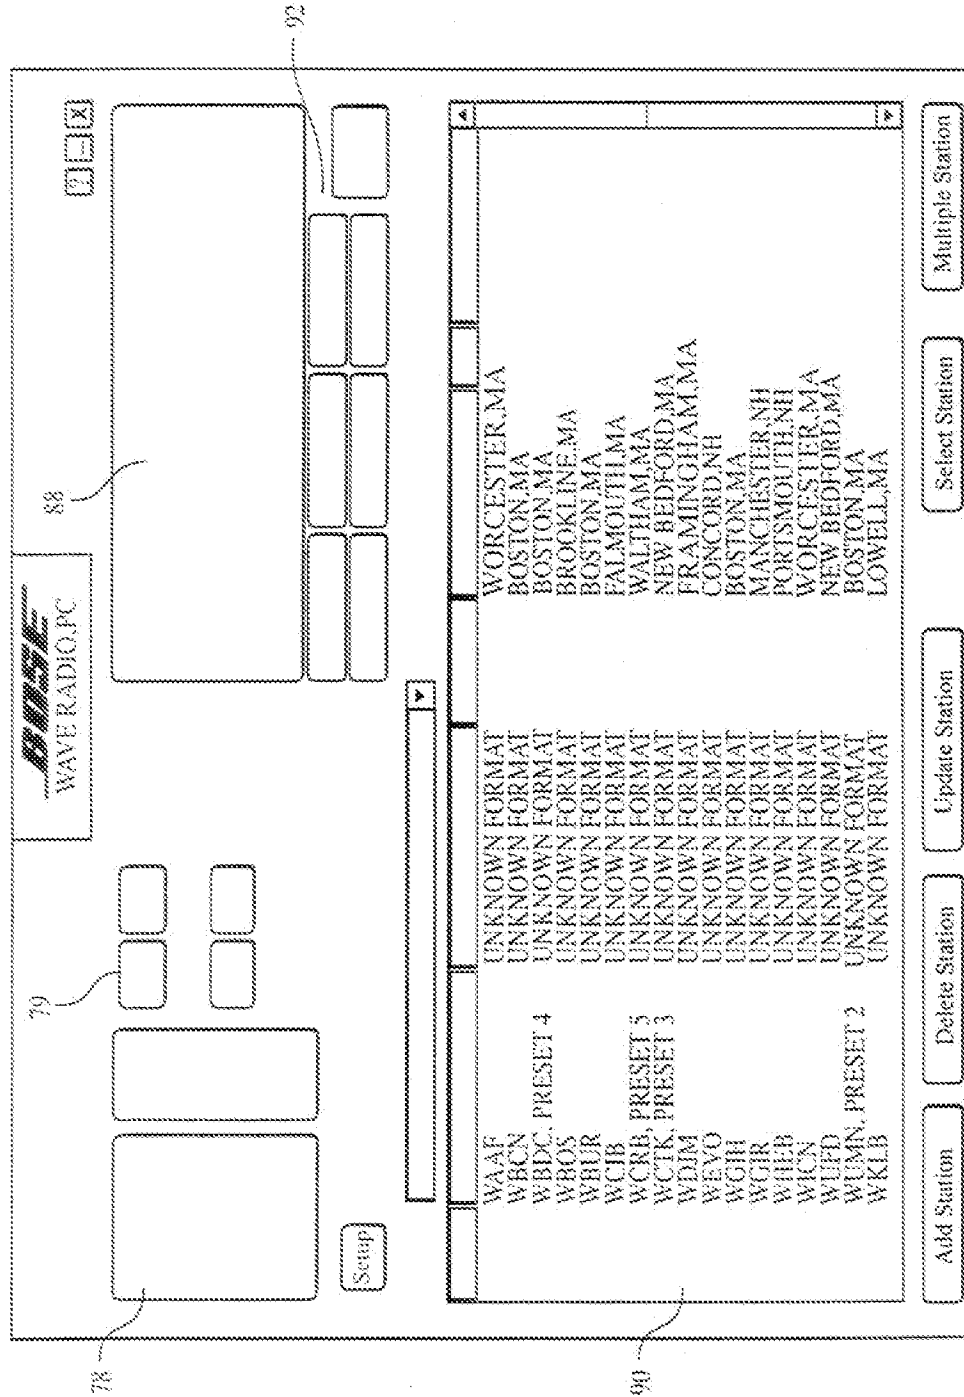 BOSE
WAVE RADIO.PC
? — X
79
88
92
78
Setup
WAAF UNKNOWN FORMAT WORCESTER,MA
WBCN UNKNOWN FORMAT BOSTON,MA
WBDC, PRESET 4 UNKNOWN FORMAT BOSTON,MA
WBOS UNKNOWN FORMAT BROOKLINE,MA
WBUR UNKNOWN FORMAT BOSTON,MA
WCIB UNKNOWN FORMAT FALMOUTH,MA
WCRB, PRESET 5 UNKNOWN FORMAT WALTHAM,MA
WCTK, PRESET 3 UNKNOWN FORMAT NEW BEDFORD,MA
WDJM UNKNOWN FORMAT FRAMINGHAM,MA
WEVO UNKNOWN FORMAT CONCORD,NH
WGIH UNKNOWN FORMAT BOSTON,MA
WGIR UNKNOWN FORMAT MANCHESTER,NH
WHEB UNKNOWN FORMAT PORTSMOUTH,NH
WICN UNKNOWN FORMAT WORCESTER,MA
WUFD UNKNOWN FORMAT NEW BEDFORD,MA
WUMN, PRESET 2 UNKNOWN FORMAT BOSTON,MA
WKLB UNKNOWN FORMAT LOWELL,MA
90
Add Station Delete Station Update Station Select Station Multiple Station